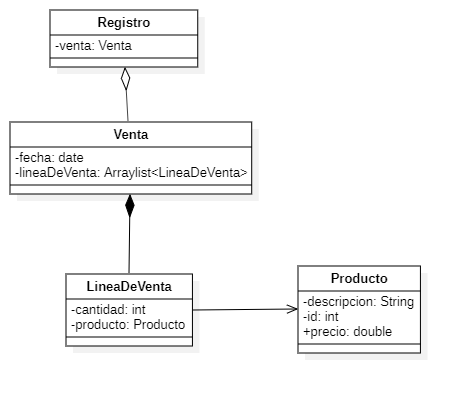 Registro
-venta: Venta
Venta
-fecha: date
-lineaDeVenta: Arraylist<LineaDeVenta>
LineaDeVenta
-cantidad: int
-producto: Producto
Producto
-descripcion: String
-id: int
+precio: double